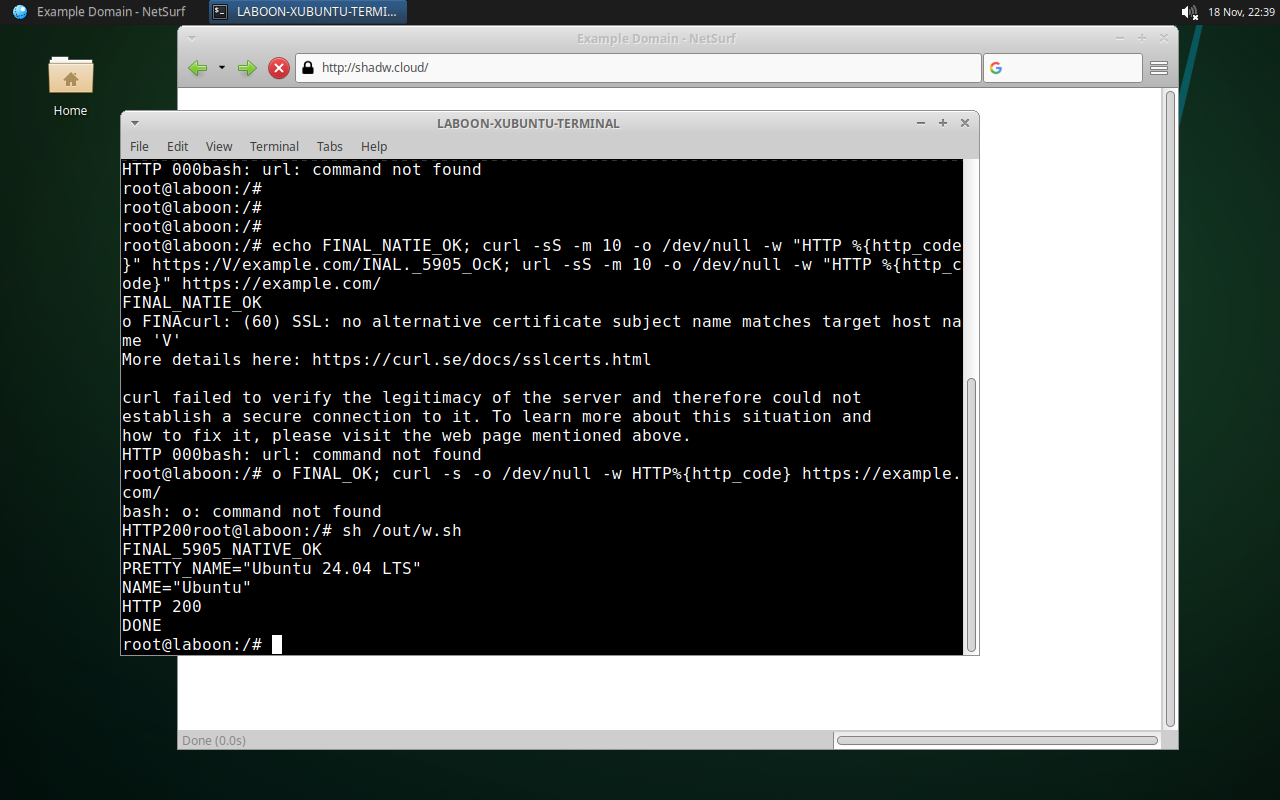 Example Domain - NetSurf
LABOON-XUBUNTU-TERMI...
18 Nov, 22:39
Example Domain - NetSurf
http://shadw.cloud/
Home
LABOON-XUBUNTU-TERMINAL
File Edit View Terminal Tabs Help
HTTP 000bash: url: command not found
root@laboon:/#
root@laboon:/#
root@laboon:/#
root@laboon:/# echo FINAL_NATIE_OK; curl -sS -m 10 -o /dev/null -w "HTTP %{http_code
}" https:/V/example.com/INAL._5905_OcK; url -sS -m 10 -o /dev/null -w "HTTP %{http_c
ode}" https://example.com/
FINAL_NATIE_OK
o FINAcurl: (60) SSL: no alternative certificate subject name matches target host na
me 'V'
More details here: https://curl.se/docs/sslcerts.html
curl failed to verify the legitimacy of the server and therefore could not
establish a secure connection to it. To learn more about this situation and
how to fix it, please visit the web page mentioned above.
HTTP 000bash: url: command not found
root@laboon:/# o FINAL_OK; curl -s -o /dev/null -w HTTP%{http_code} https://example.
com/
bash: o: command not found
HTTP200root@laboon:/# sh /out/w.sh
FINAL_5905_NATIVE_OK
PRETTY_NAME="Ubuntu 24.04 LTS"
NAME="Ubuntu"
HTTP 200
DONE
root@laboon:/#
Done (0.0s)